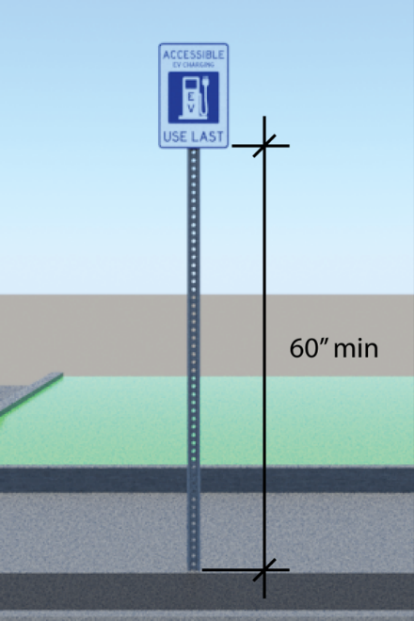 ACCESSIBLE
EV CHARGING
E
V
USE LAST
60” min